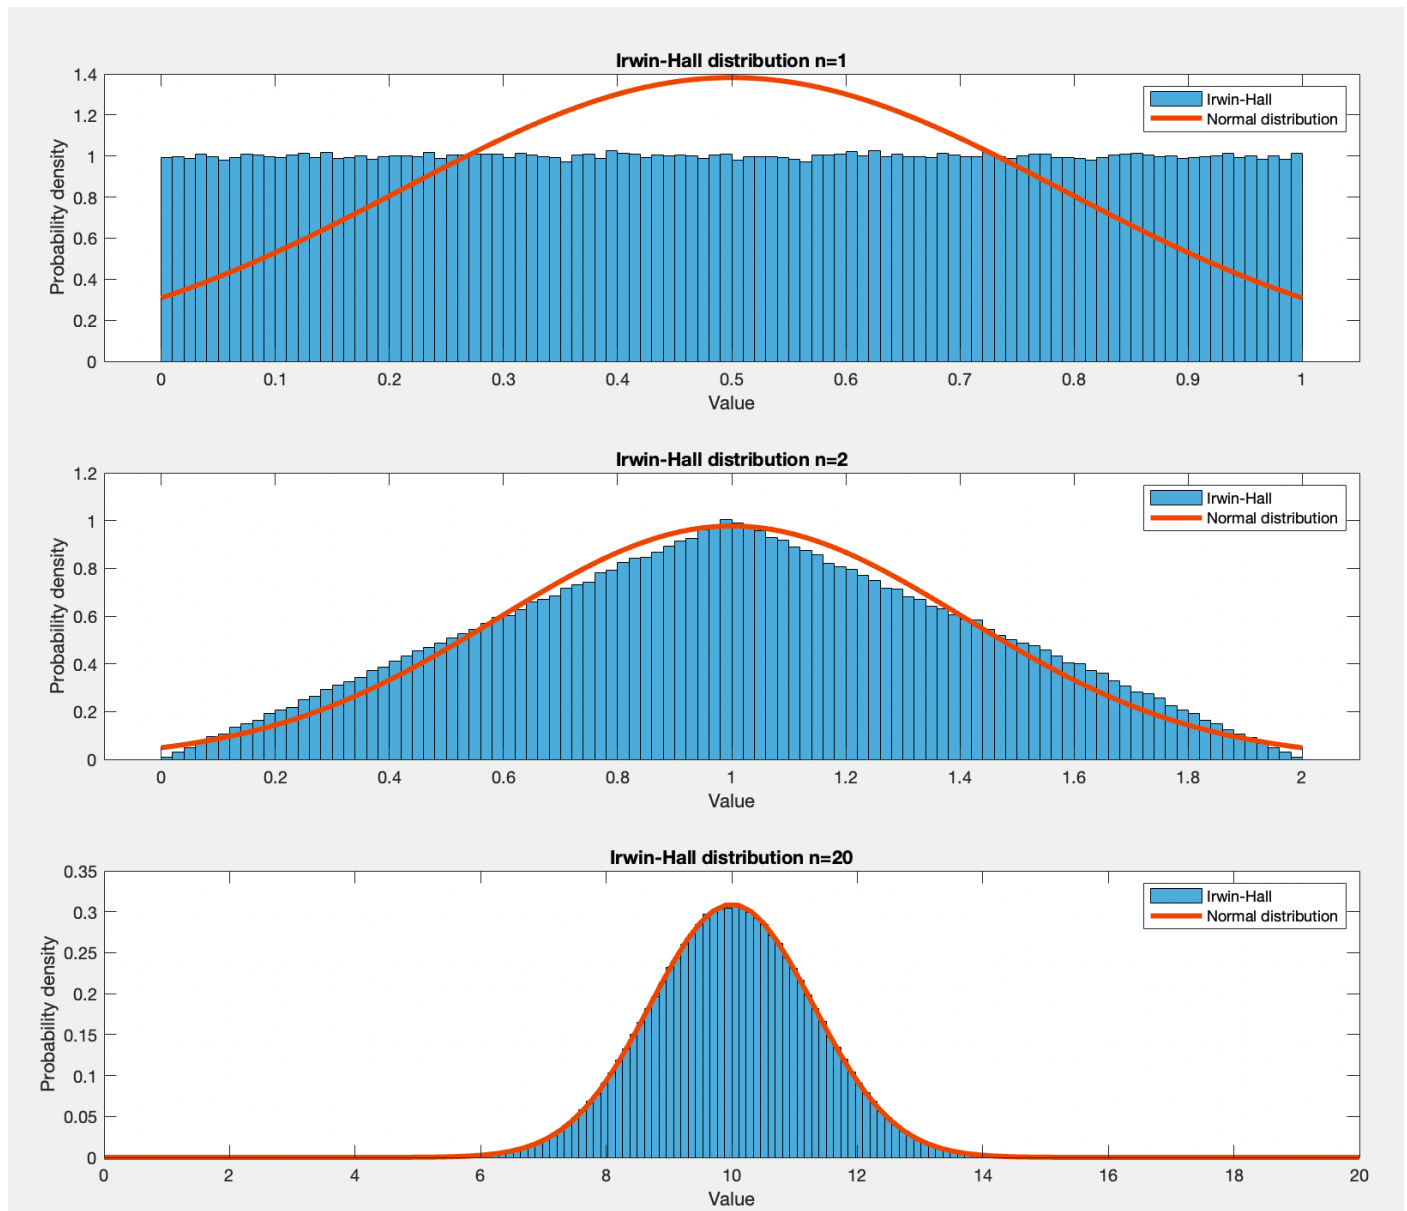 Irwin-Hall distribution n=1
1.4
1.2
1
0.8
0.6
0.4
0.2
0
Probability density
Irwin-Hall
Normal distribution
0 0.1 0.2 0.3 0.4 0.5 0.6 0.7 0.8 0.9 1
Value
Irwin-Hall distribution n=2
1.2
1
0.8
0.6
0.4
0.2
0
Probability density
Irwin-Hall
Normal distribution
0 0.2 0.4 0.6 0.8 1 1.2 1.4 1.6 1.8 2
Value
Irwin-Hall distribution n=20
0.35
0.3
0.25
0.2
0.15
0.1
0.05
0
Probability density
Irwin-Hall
Normal distribution
0 2 4 6 8 10 12 14 16 18 20
Value